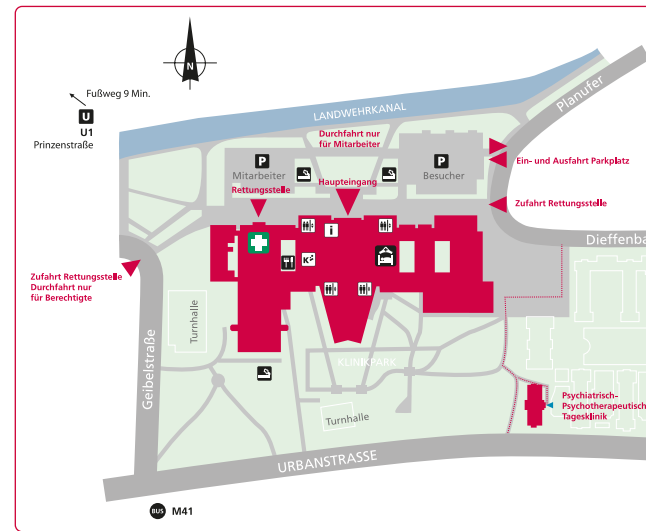 N
Fußweg 9 Min.
U
U1
Prinzenstraße
LANDWEHRKANAL
Planufer
Durchfahrt nur
für Mitarbeiter
P
Mitarbeiter
P
Besucher
Ein- und Ausfahrt Parkplatz
Rettungsstelle
Haupteingang
Zufahrt Rettungsstelle
i
K
Dieffenba
Zufahrt Rettungsstelle
Durchfahrt nur
für Berechtigte
Turnhalle
Geibelstraße
KLINIKPARK
Turnhalle
Psychiatrisch-
Psychotherapeutisch
Tagesklinik
URBANSTRASSE
BUS M41